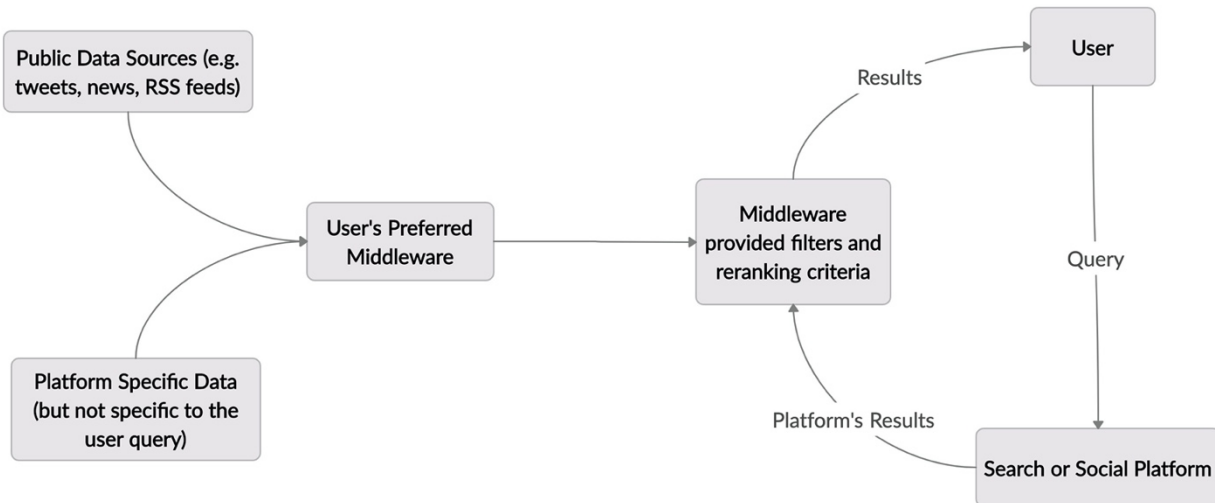 Public Data Sources (e.g.
tweets, news, RSS feeds)
User
Results
User's Preferred
Middleware
Middleware
provided filters and
reranking criteria
Query
Platform Specific Data
(but not specific to the
user query)
Platform's Results
Search or Social Platform